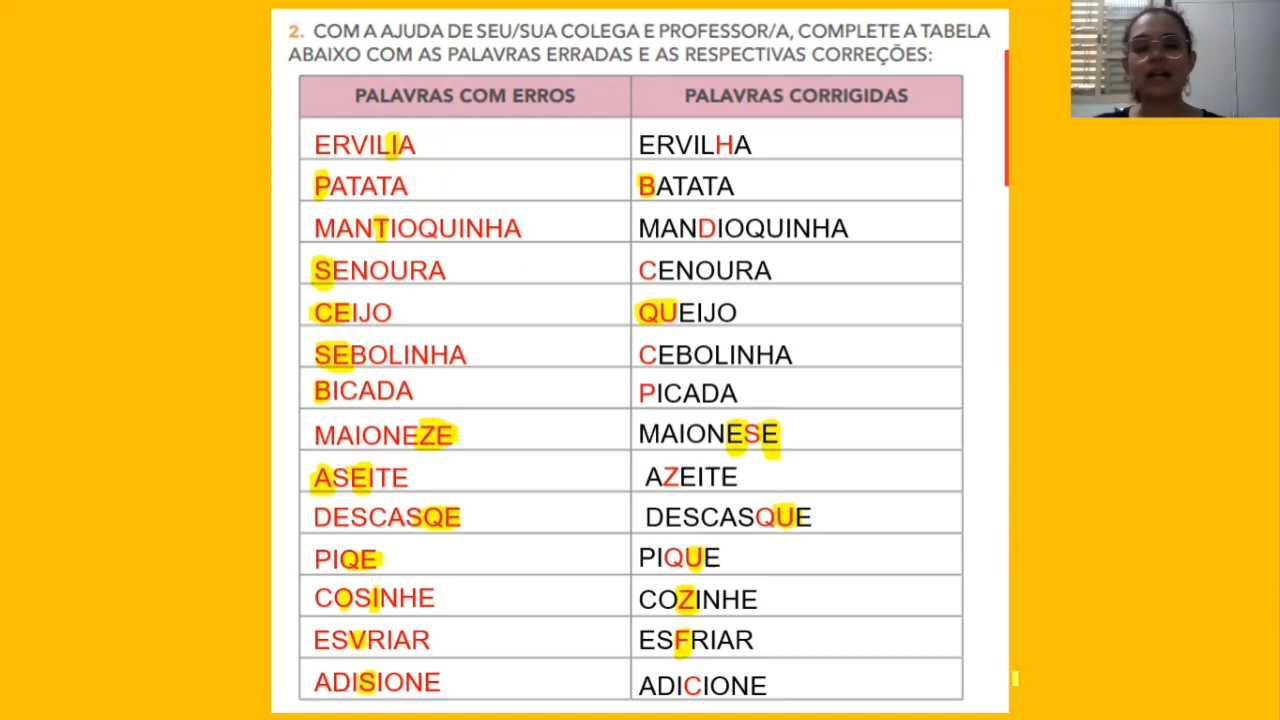 2. COM A AJUDA DE SEU/SUA COLEGA E PROFESSOR/A, COMPLETE A TABELA
ABAIXO COM AS PALAVRAS ERRADAS E AS RESPECTIVAS CORREÇÕES:
PALAVRAS COM ERROS PALAVRAS CORRIGIDAS
ERVILIA ERVILHA
PATATA BATATA
MANTIOQUINHA MANDIOQUINHA
SENOURA CENOURA
CEIJO QUEIJO
SEBOLINHA CEBOLINHA
BICADA PICADA
MAIONEZE MAIONESE
ASEITE AZEITE
DESCASQE DESCASQUE
PIQE PIQUE
COSINHE COZINHE
ESVRIAR ESFRIAR
ADISIONE ADICIONE